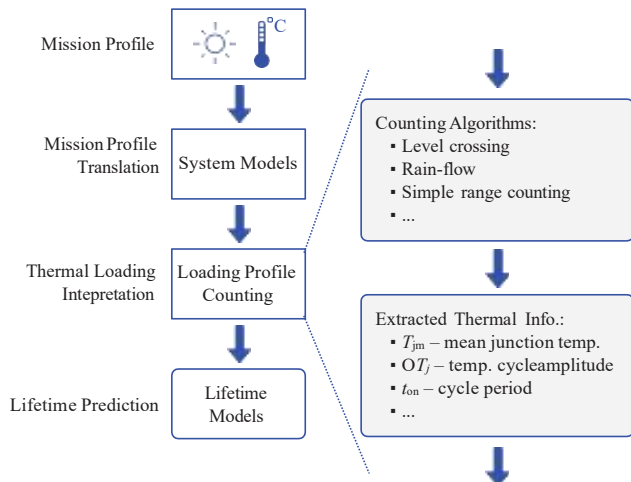 Mission Profile
°C
Mission Profile
Translation
System Models
Thermal Loading
Intepretation
Loading Profile
Counting
Lifetime Prediction
Lifetime
Models
Counting Algorithms:
▪ Level crossing
▪ Rain-flow
▪ Simple range counting
▪ ...
Extracted Thermal Info.:
▪ Tjm – mean junction temp.
▪ OTj – temp. cycleamplitude
▪ ton – cycle period
▪ ...